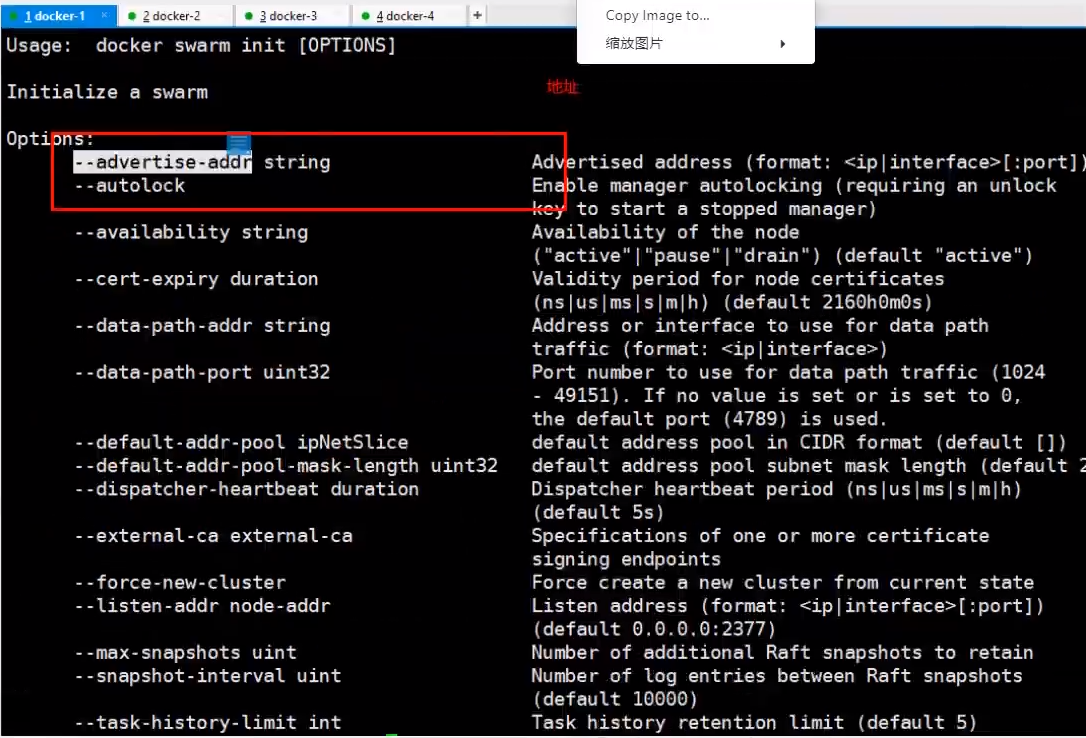 1 docker-1 × 2 docker-2 3 docker-3 4 docker-4 +
Copy Image to...
缩放图片
Usage:  docker swarm init [OPTIONS]
Initialize a swarm
地址
Options:
--advertise-addr string Advertised address (format: <ip|interface>[:port])
--autolock Enable manager autolocking (requiring an unlock
key to start a stopped manager)
--availability string Availability of the node
("active"|"pause"|"drain") (default "active")
--cert-expiry duration Validity period for node certificates
(ns|us|ms|s|m|h) (default 2160h0m0s)
--data-path-addr string Address or interface to use for data path
traffic (format: <ip|interface>)
--data-path-port uint32 Port number to use for data path traffic (1024
- 49151). If no value is set or is set to 0,
the default port (4789) is used.
--default-addr-pool ipNetSlice default address pool in CIDR format (default [])
--default-addr-pool-mask-length uint32 default address pool subnet mask length (default 2
--dispatcher-heartbeat duration Dispatcher heartbeat period (ns|us|ms|s|m|h)
(default 5s)
--external-ca external-ca Specifications of one or more certificate
signing endpoints
--force-new-cluster Force create a new cluster from current state
--listen-addr node-addr Listen address (format: <ip|interface>[:port])
(default 0.0.0.0:2377)
--max-snapshots uint Number of additional Raft snapshots to retain
--snapshot-interval uint Number of log entries between Raft snapshots
(default 10000)
--task-history-limit int Task history retention limit (default 5)